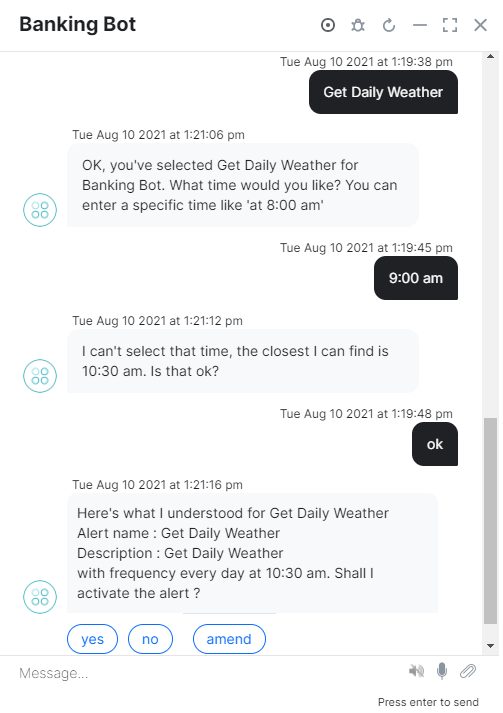 Banking Bot
Tue Aug 10 2021 at 1:19:38 pm
Get Daily Weather
Tue Aug 10 2021 at 1:21:06 pm
OK, you've selected Get Daily Weather for
Banking Bot. What time would you like? You can
enter a specific time like 'at 8:00 am'
Tue Aug 10 2021 at 1:19:45 pm
9:00 am
Tue Aug 10 2021 at 1:21:12 pm
I can't select that time, the closest I can find is
10:30 am. Is that ok?
Tue Aug 10 2021 at 1:19:48 pm
ok
Tue Aug 10 2021 at 1:21:16 pm
Here's what I understood for Get Daily Weather
Alert name : Get Daily Weather
Description : Get Daily Weather
with frequency every day at 10:30 am. Shall I
activate the alert ?
yes no amend
Message...
Press enter to send